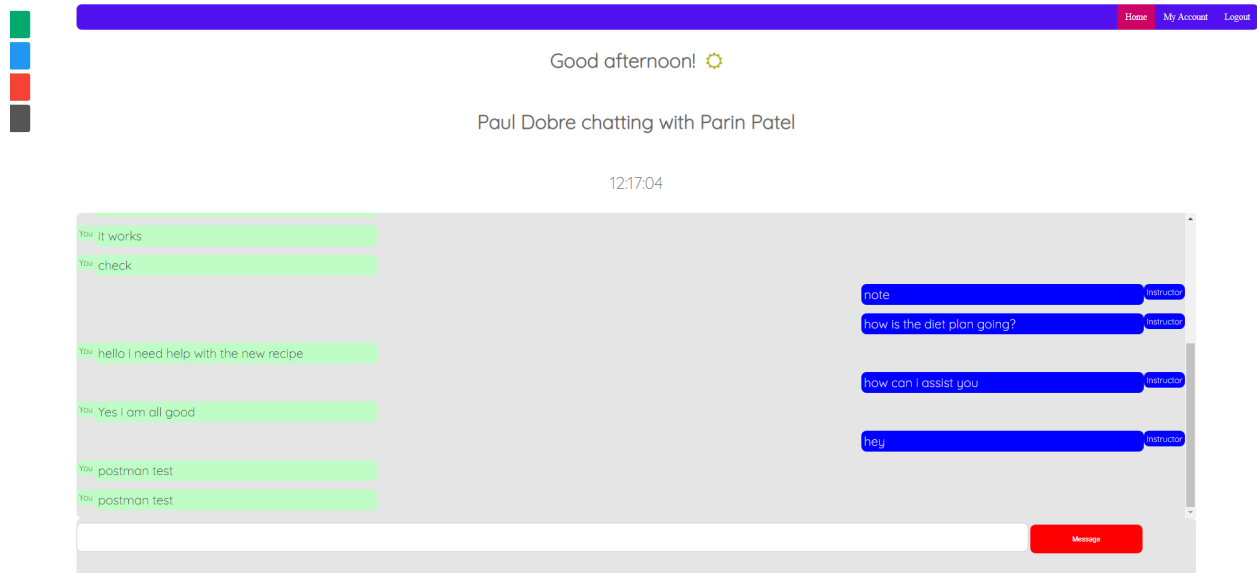 Home My Account Logout
Good afternoon!
Paul Dobre chatting with Parin Patel
12:17:04
You it works
You check
note Instructor
how is the diet plan going? Instructor
You hello i need help with the new recipe
how can i assist you Instructor
You Yes i am all good
hey Instructor
You postman test
You postman test
Message